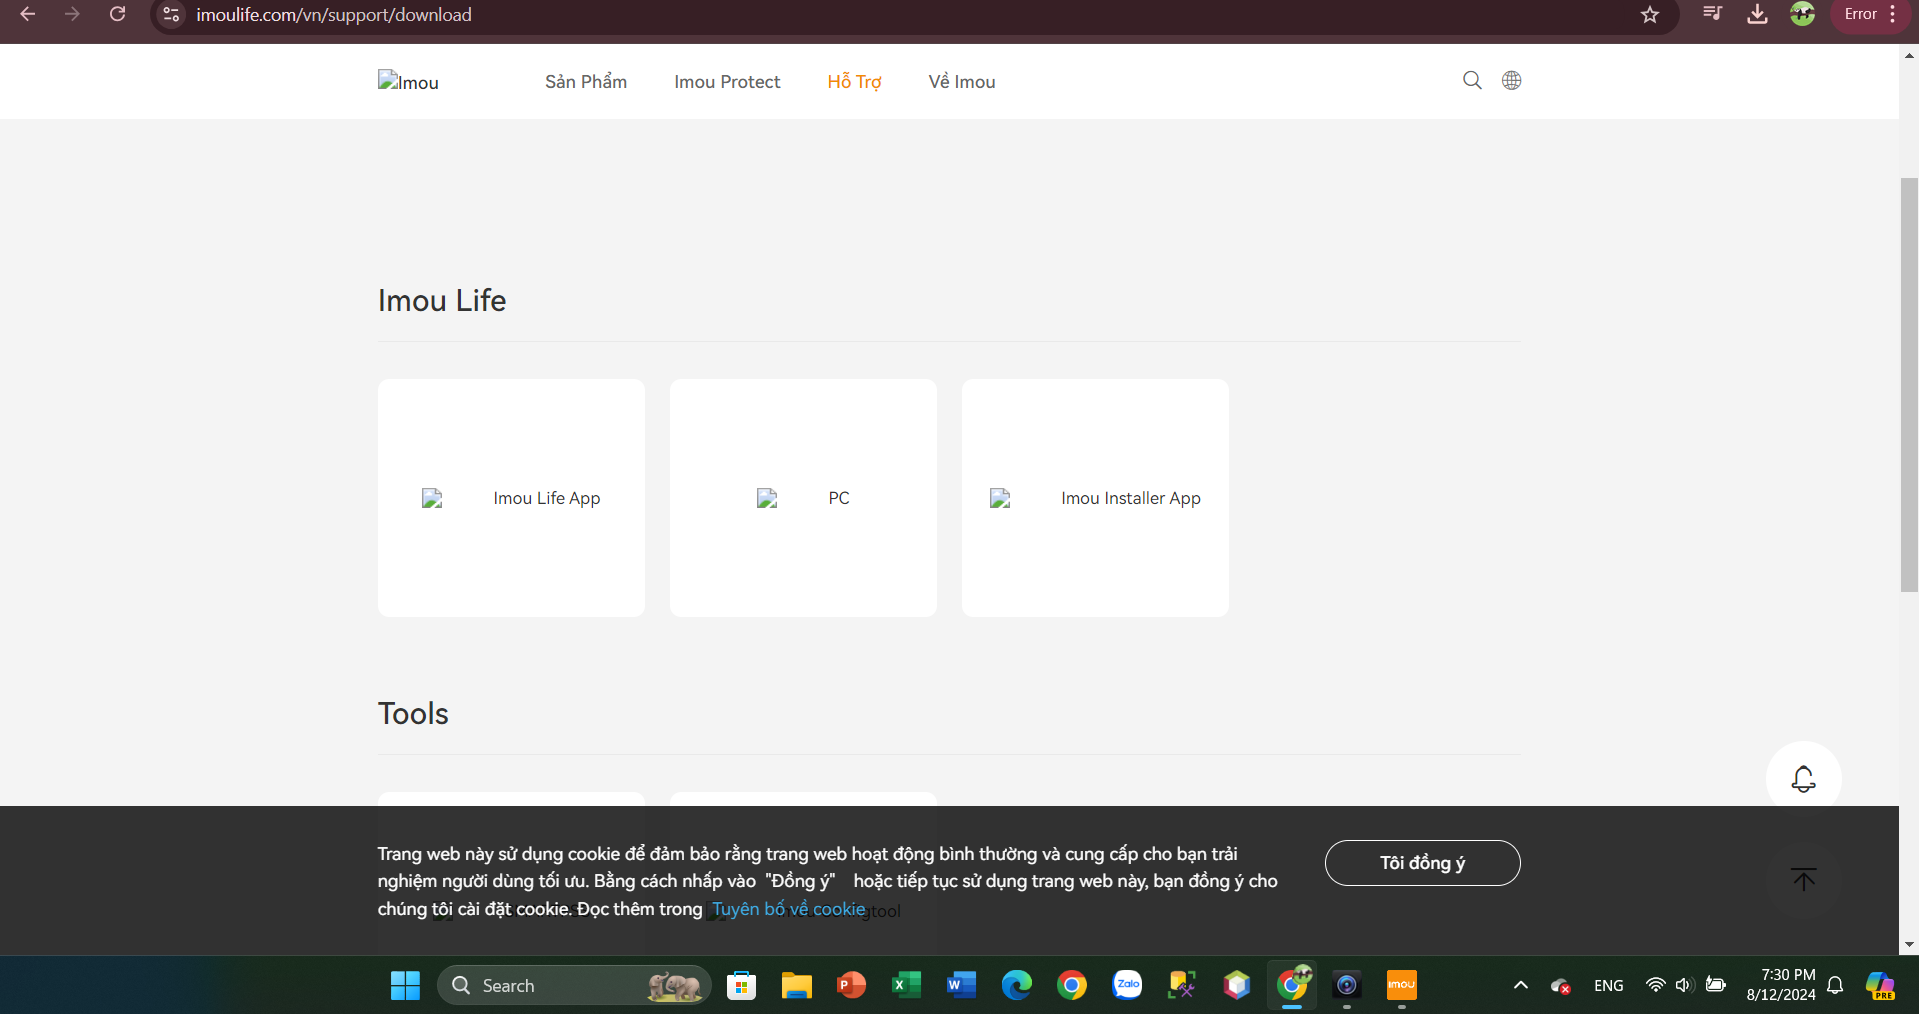 imoulife.com/vn/support/download
Error
Imou
Sản Phẩm
Imou Protect
Hỗ Trợ
Về Imou
Imou Life
Imou Life App
PC
Imou Installer App
Tools
Trang web này sử dụng cookie để đảm bảo rằng trang web hoạt động bình thường và cung cấp cho bạn trải
nghiệm người dùng tối ưu. Bằng cách nhấp vào "Đồng ý" hoặc tiếp tục sử dụng trang web này, bạn đồng ý cho
chúng tôi cài đặt cookie. Đọc thêm trong Tuyên bố về cookie
Tôi đồng ý
Search
Zalo
imou
ENG
7:30 PM
8/12/2024
PRE